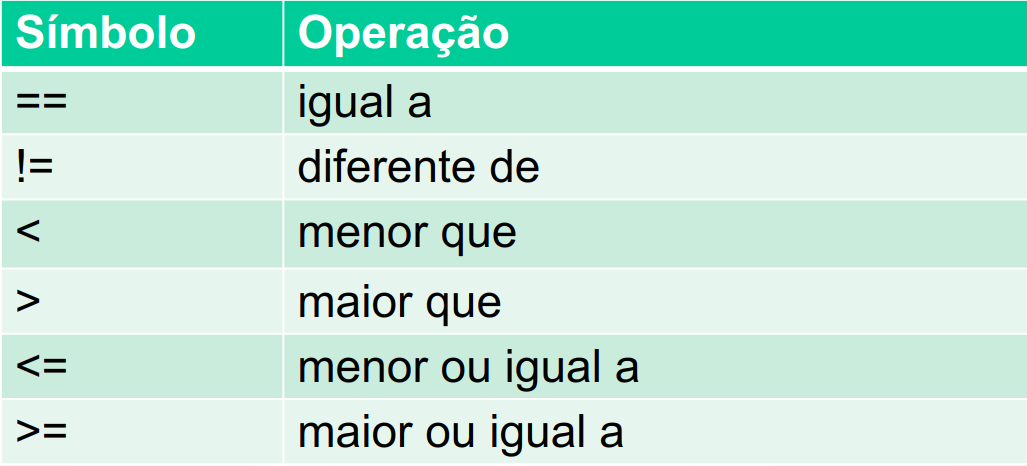 Símbolo Operação
== igual a
!= diferente de
< menor que
> maior que
<= menor ou igual a
>= maior ou igual a